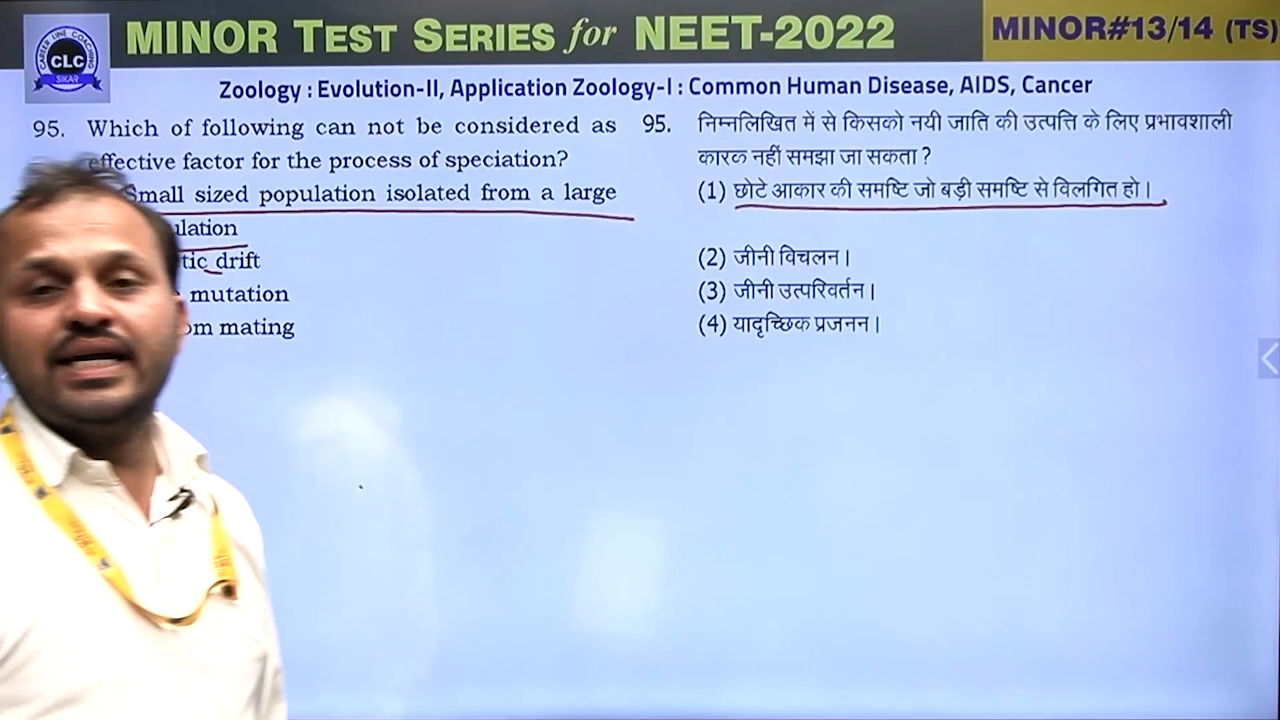 CAREER LINE COACHING
CLC
SIKAR
MINOR TEST SERIES for NEET-2022
MINOR#13/14 (TS)
Zoology : Evolution-II, Application Zoology-I : Common Human Disease, AIDS, Cancer
95. Which of following can not be considered as
effective factor for the process of speciation?
Small sized population isolated from a large
ulation
tic drift
mutation
om mating
95. निम्नलिखित में से किसको नयी जाति की उत्पत्ति के लिए प्रभावशाली
कारक नहीं समझा जा सकता ?
(1) छोटे आकार की समष्टि जो बड़ी समष्टि से विलगित हो।
(2) जीनी विचलन।
(3) जीनी उत्परिवर्तन।
(4) यादृच्छिक प्रजनन।